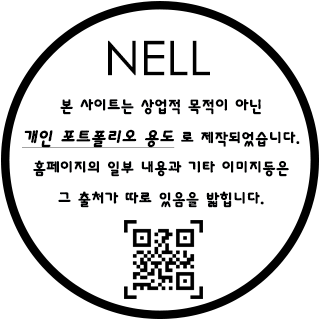 NELL
본 사이트는 상업적 목적이 아닌
개인 포트폴리오 용도 로 제작되었습니다.
홈페이지의 일부 내용과 기타 이미지등은
그 출처가 따로 있음을 밟힙니다.